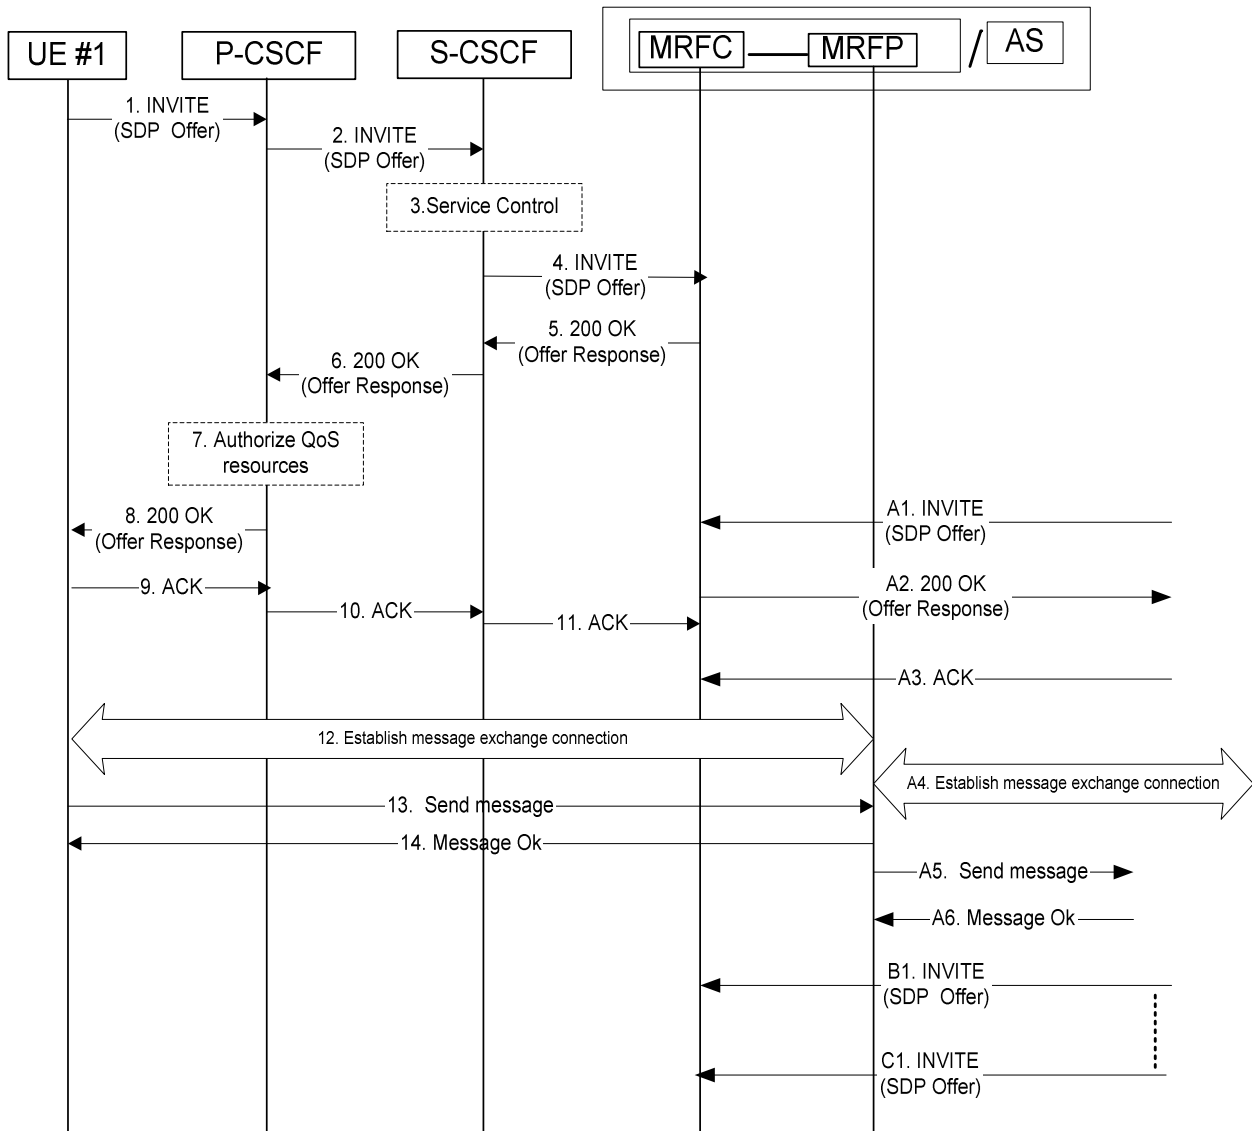 UE #1
P-CSCF
S-CSCF
MRFC
MRFP
/
AS
1. INVITE
(SDP Offer)
2. INVITE
(SDP Offer)
3.Service Control
4. INVITE
(SDP Offer)
5. 200 OK
(Offer Response)
6. 200 OK
(Offer Response)
7. Authorize QoS
resources
8. 200 OK
(Offer Response)
A1. INVITE
(SDP Offer)
9. ACK
A2. 200 OK
(Offer Response)
10. ACK
11. ACK
A3. ACK
12. Establish message exchange connection
A4. Establish message exchange connection
13. Send message
14. Message Ok
A5. Send message
A6. Message Ok
B1. INVITE
(SDP Offer)
C1. INVITE
(SDP Offer)